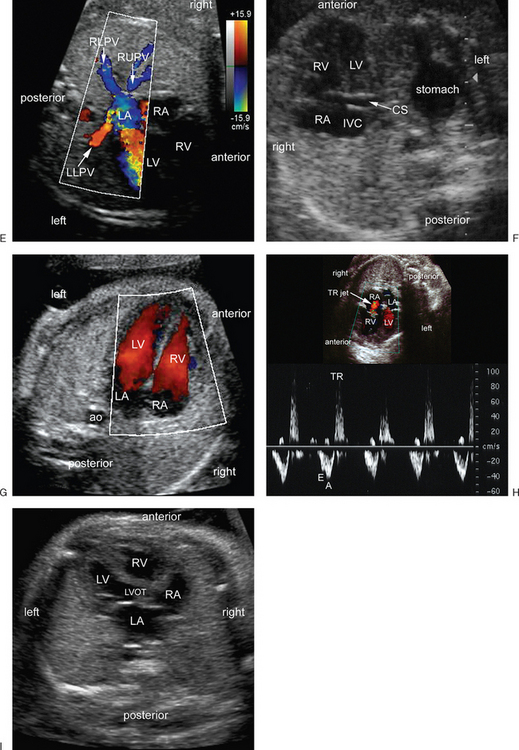 right
+15.9
RLPV
RUPV
posterior
LA
RA
-15.9
cm/s
RV
LV
anterior
LLPV
left
E
anterior
left
RV
LV
stomach
CS
RA
IVC
right
posterior
F
left
anterior
LV
RV
LA
RA
ao
posterior
right
G
right
posterior
TR jet
RA
LA
RV
LV
left
anterior
TR
100
80
60
40
20
cm/s
-20
E
-40
A
-60
H
anterior
RV
LV
LVOT
RA
left
right
LA
posterior
I